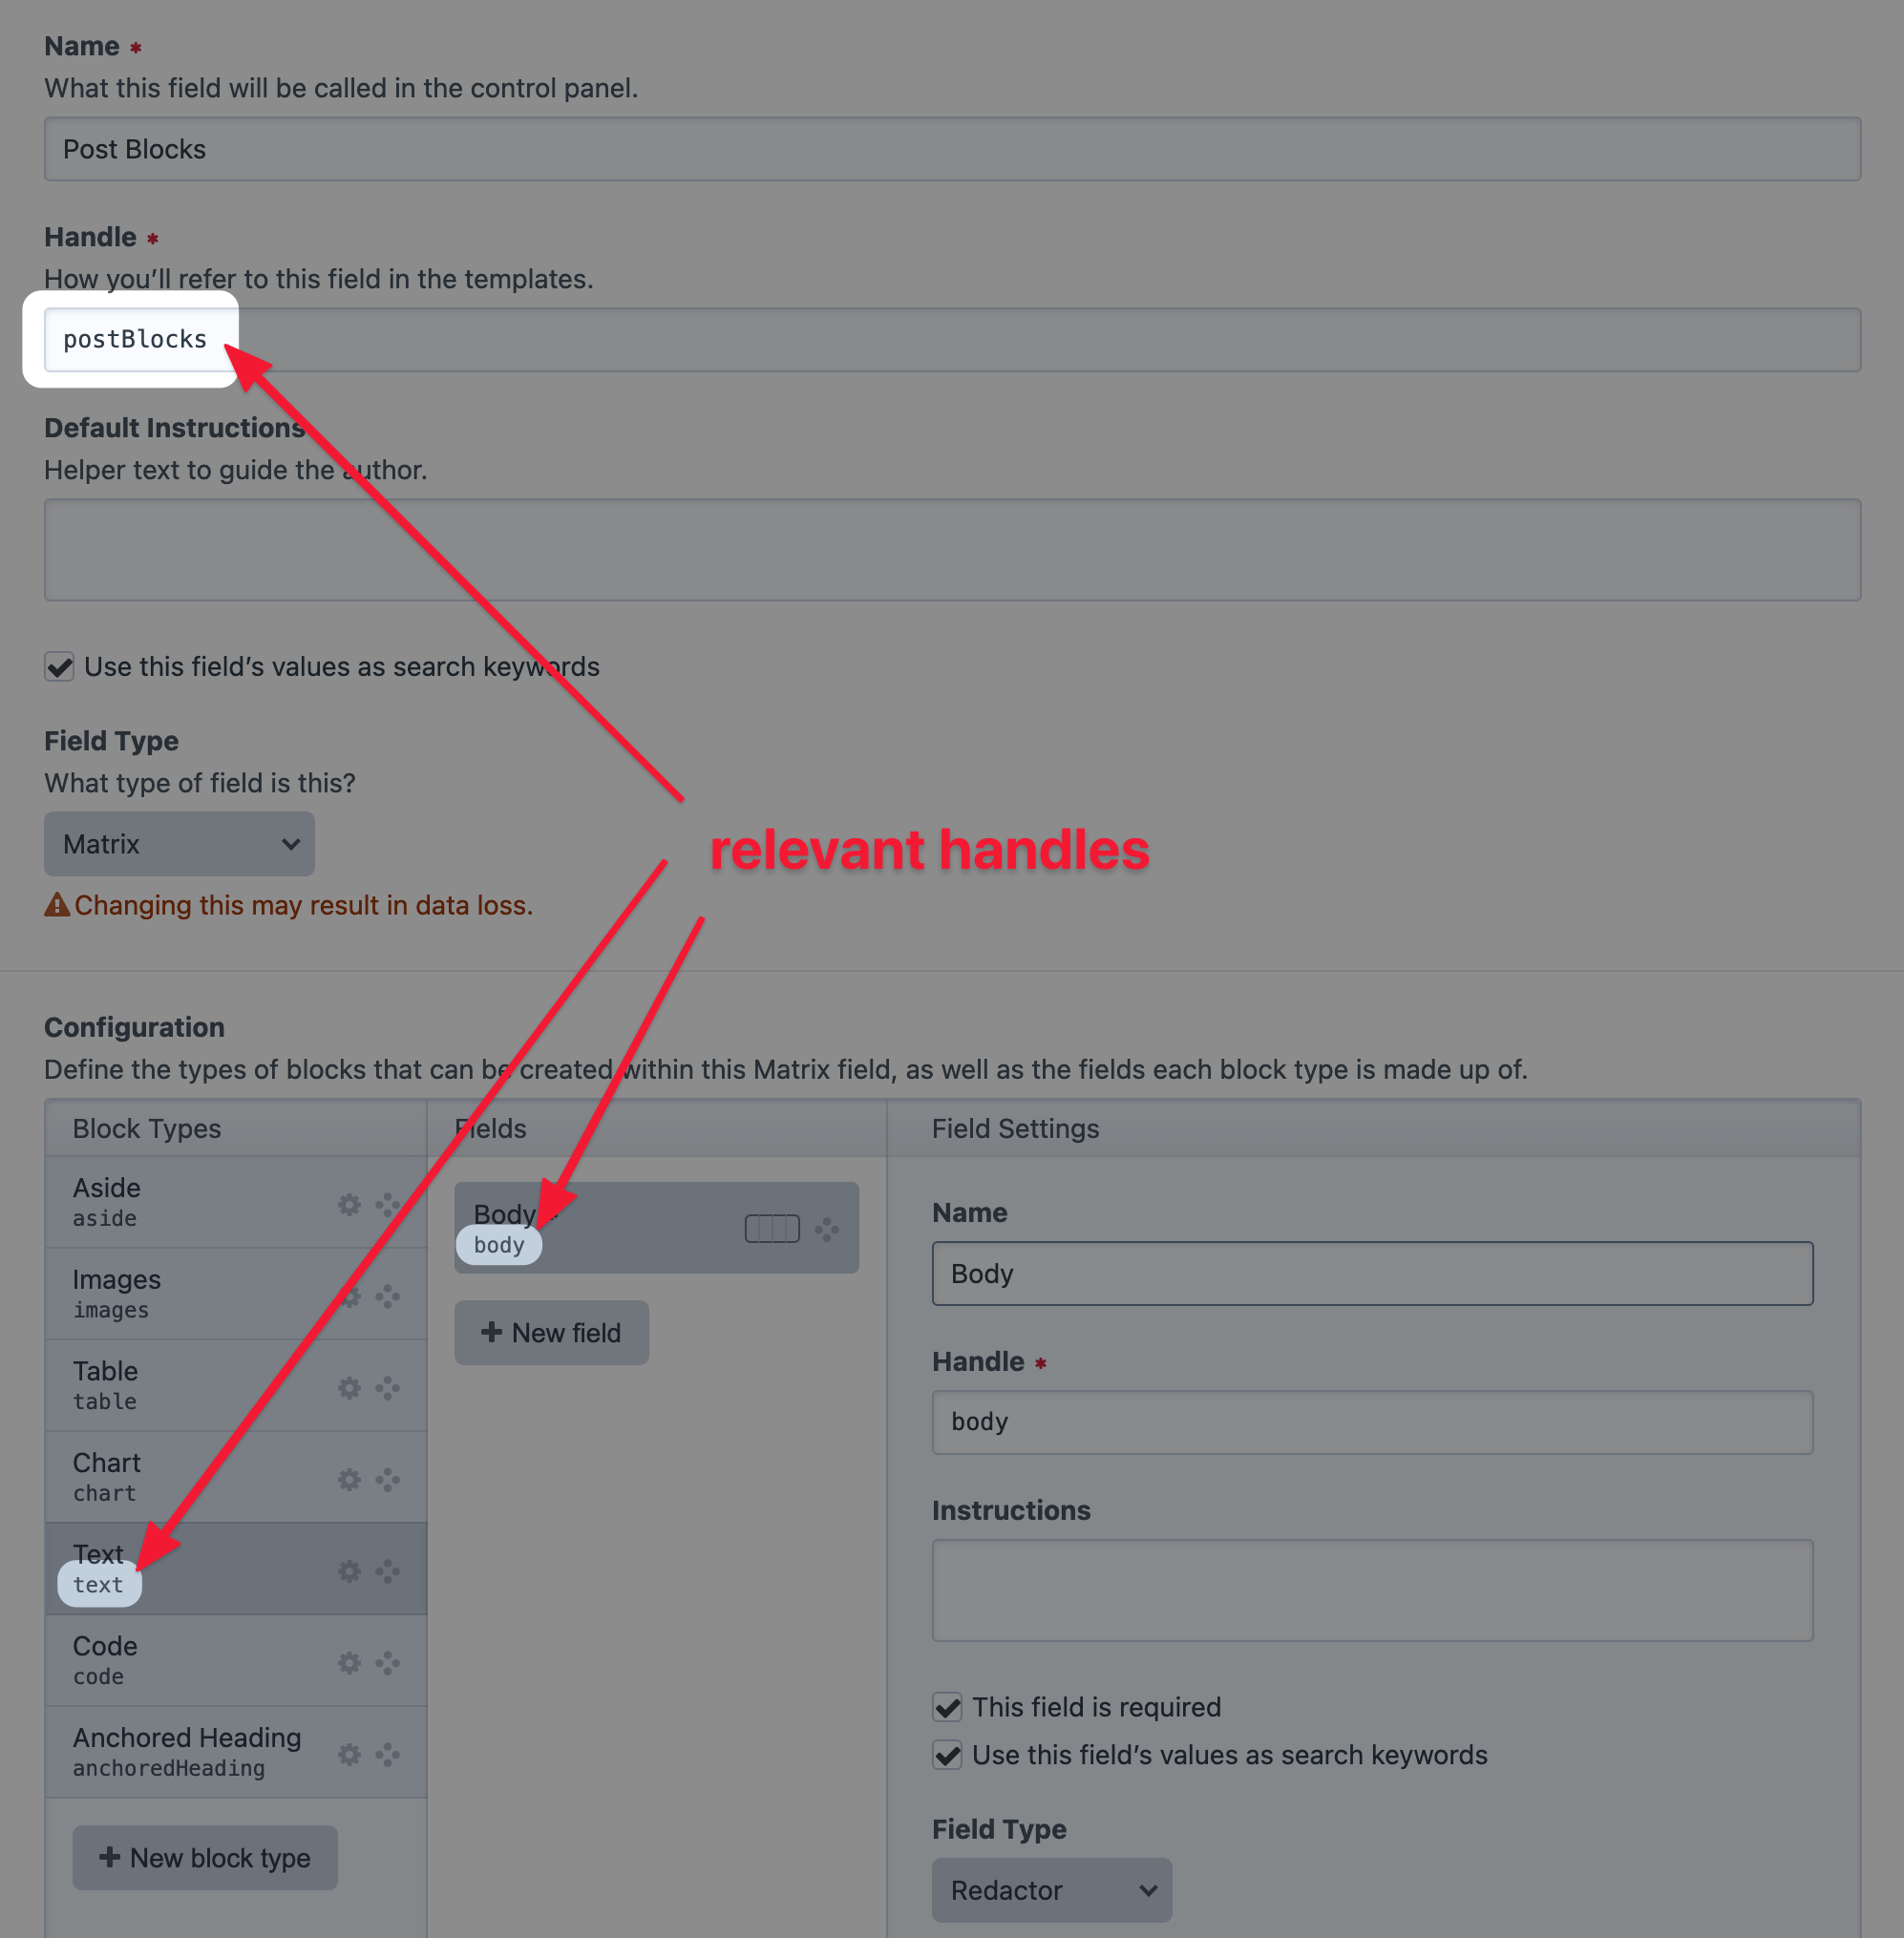 Name *
What this field will be called in the control panel.
Post Blocks
Handle *
How you’ll refer to this field in the templates.
postBlocks
Default Instructions
Helper text to guide the author.
Use this field’s values as search keywords
Field Type
What type of field is this?
Matrix
relevant handles
Changing this may result in data loss.
Configuration
Define the types of blocks that can be created within this Matrix field, as well as the fields each block type is made up of.
Block Types
Aside
aside
Images
images
Table
table
Chart
chart
Text
text
Code
code
Anchored Heading
anchoredHeading
New block type
Fields
Body *
body
New field
Field Settings
Name
Body
Handle *
body
Instructions
This field is required
Use this field’s values as search keywords
Field Type
Redactor